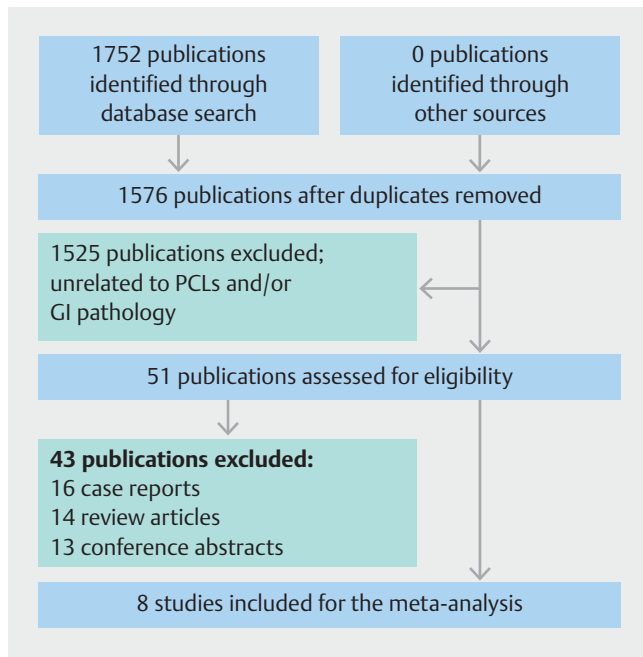 1752 publications
identified through
database search
0 publications
identified through
other sources
1576 publications after duplicates removed
1525 publications excluded;
unrelated to PCLs and/or
GI pathology
51 publications assessed for eligibility
43 publications excluded:
16 case reports
14 review articles
13 conference abstracts
8 studies included for the meta-analysis